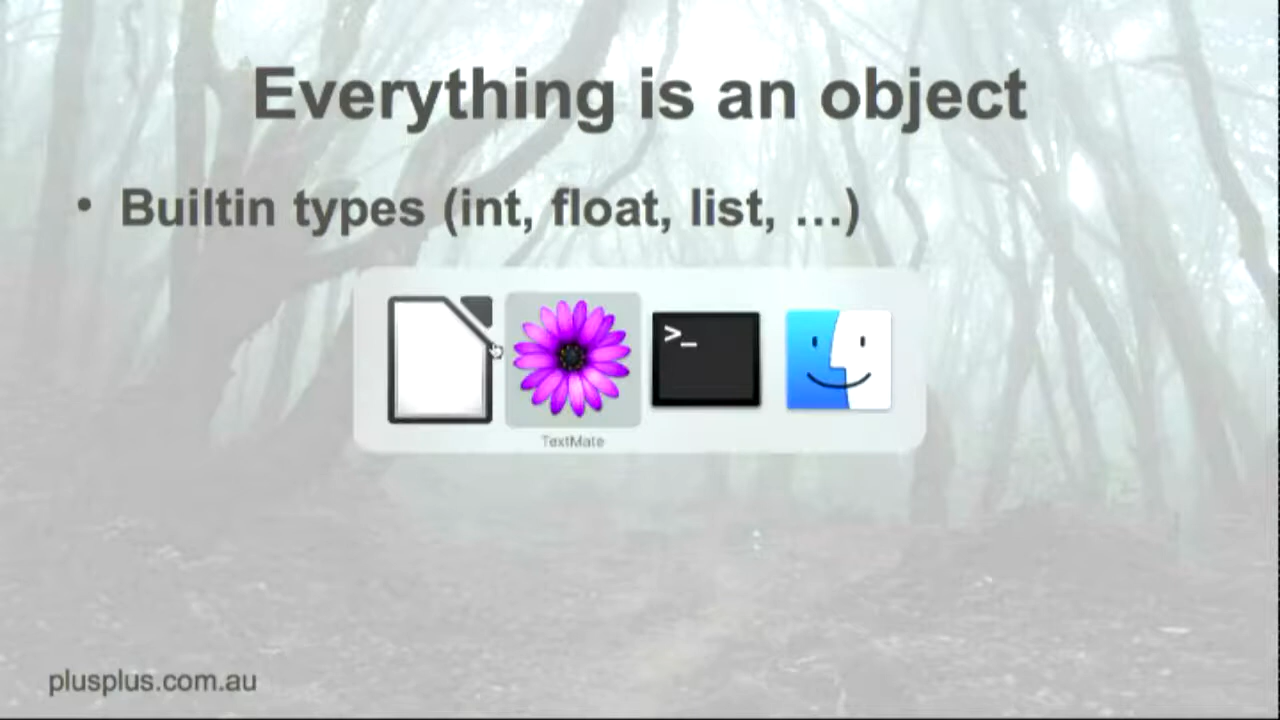 Everything is an object
• Builtin types (int, float, list, …)
>_
TextMate
plusplus.com.au